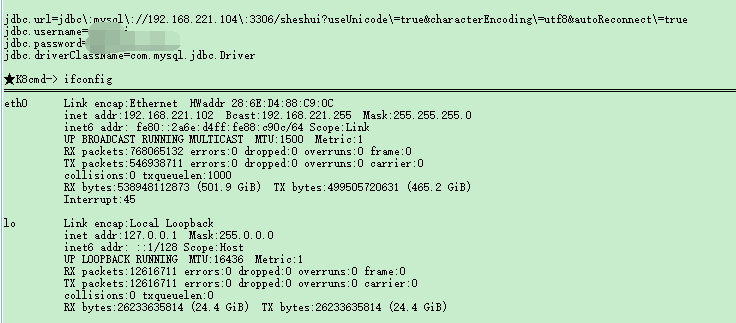 jdbc.url=jdbc\:mysql\://192.168.221.104\:3306/sheshui?useUnicode\=true&characterEncoding\=utf8&autoReconnect\=true
jdbc.username=
jdbc.password=
jdbc.driverClassName=com.mysql.jdbc.Driver
★K8cmd-> ifconfig
eth0 Link encap:Ethernet HWaddr 28:6E:D4:88:C9:0C
inet addr:192.168.221.102 Bcast:192.168.221.255 Mask:255.255.255.0
inet6 addr: fe80::2a6e:d4ff:fe88:c90c/64 Scope:Link
UP BROADCAST RUNNING MULTICAST MTU:1500 Metric:1
RX packets:768065132 errors:0 dropped:0 overruns:0 frame:0
TX packets:546938711 errors:0 dropped:0 overruns:0 carrier:0
collisions:0 txqueuelen:1000
RX bytes:538948112873 (501.9 GiB) TX bytes:499505720631 (465.2 GiB)
Interrupt:45
lo Link encap:Local Loopback
inet addr:127.0.0.1 Mask:255.0.0.0
inet6 addr: ::1/128 Scope:Host
UP LOOPBACK RUNNING MTU:16436 Metric:1
RX packets:12616711 errors:0 dropped:0 overruns:0 frame:0
TX packets:12616711 errors:0 dropped:0 overruns:0 carrier:0
collisions:0 txqueuelen:0
RX bytes:26233635814 (24.4 GiB) TX bytes:26233635814 (24.4 GiB)